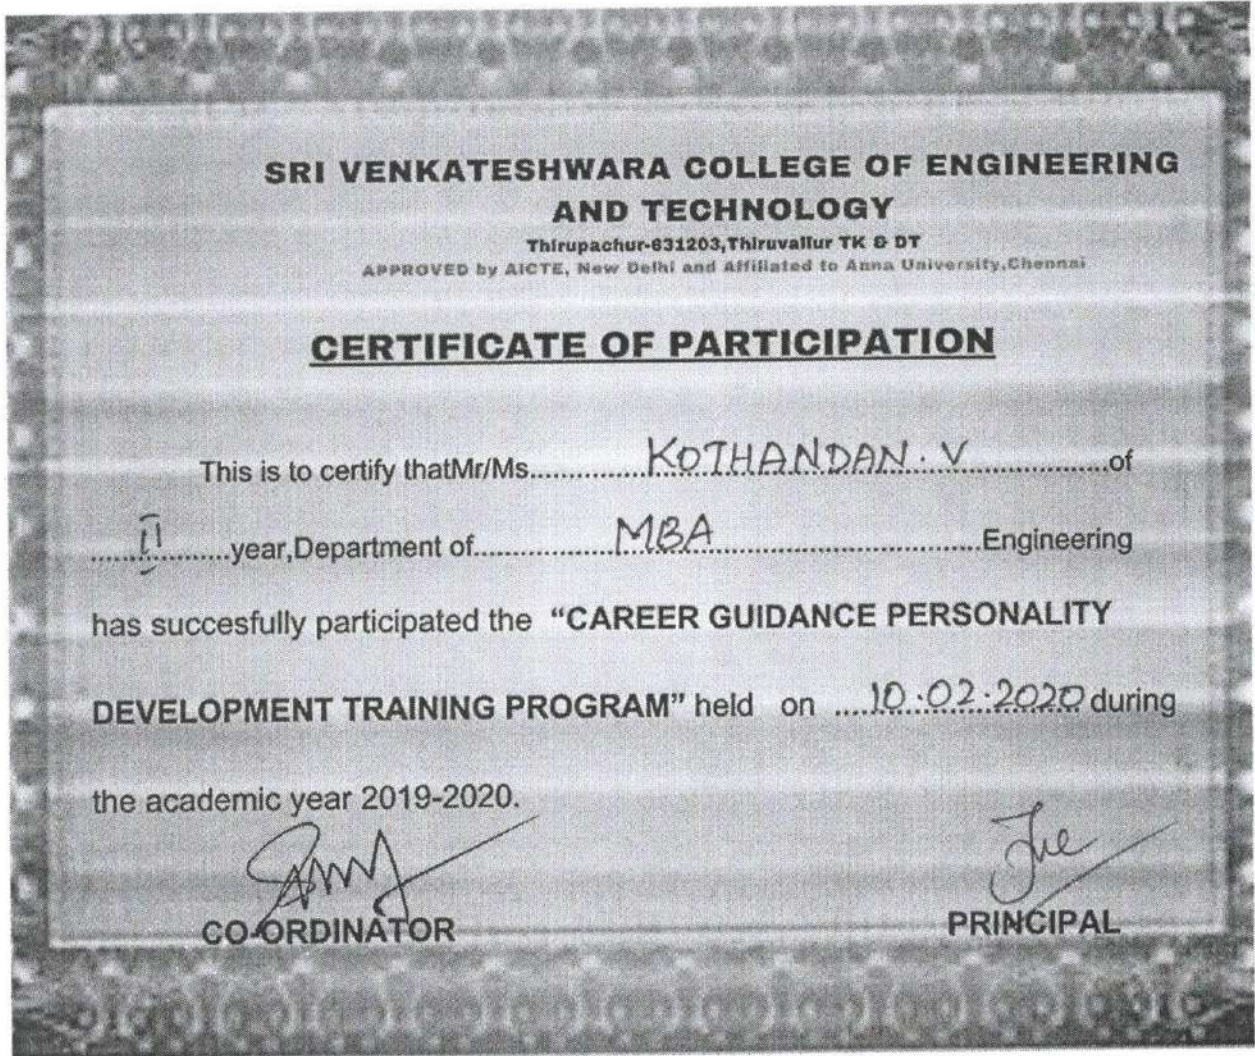 SRI VENKATESHWARA COLLEGE OF ENGINEERING
AND TECHNOLOGY
Thirupachur-631203,Thiruvallur TK & DT
APPROVED by AICTE, New Delhi and Affiliated to Anna University,Chennai
CERTIFICATE OF PARTICIPATION
This is to certify thatMr/Ms..............KOTHANDAN. V................of
......II.........year,Department of................MBA...............................Engineering
has succesfully participated the “CAREER GUIDANCE PERSONALITY
DEVELOPMENT TRAINING PROGRAM” held on ....10.02.2020 during
the academic year 2019-2020.
CO-ORDINATOR PRINCIPAL